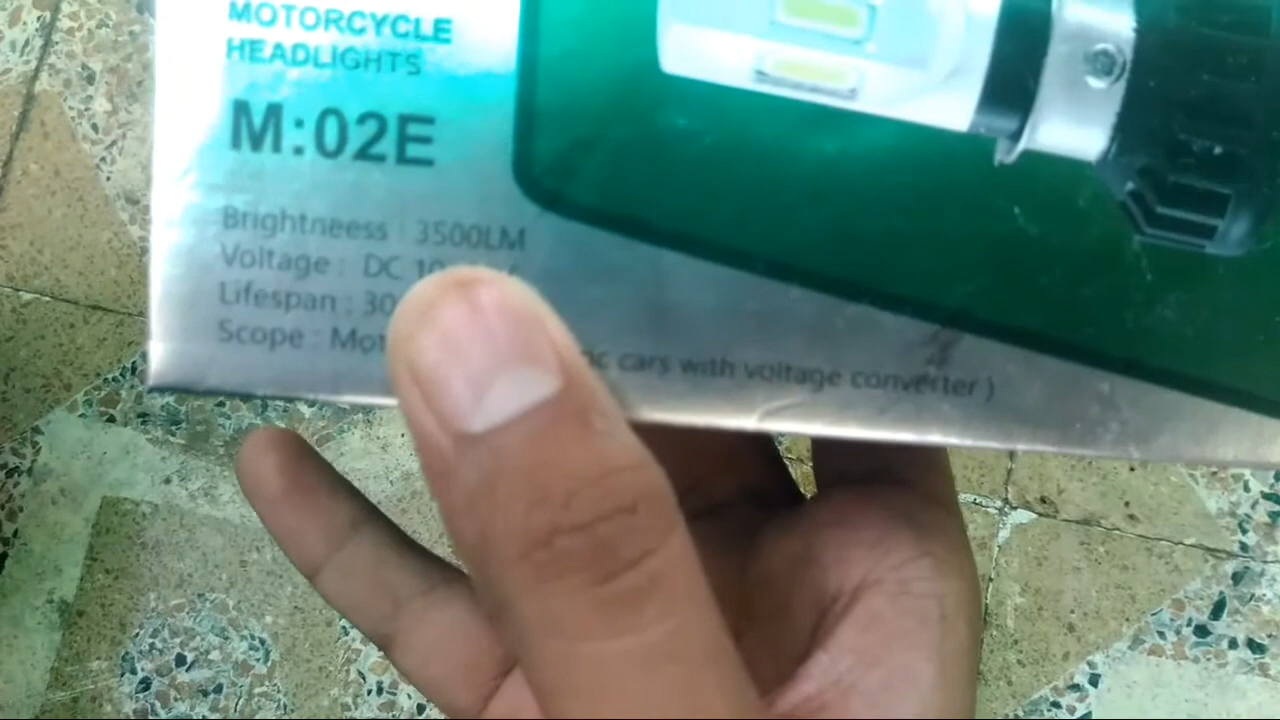 MOTORCYCLE
HEADLIGHTS
M:02E
Brightneess : 3500LM
Voltage : DC
Lifespan :
Scope : cars with voltage converter )